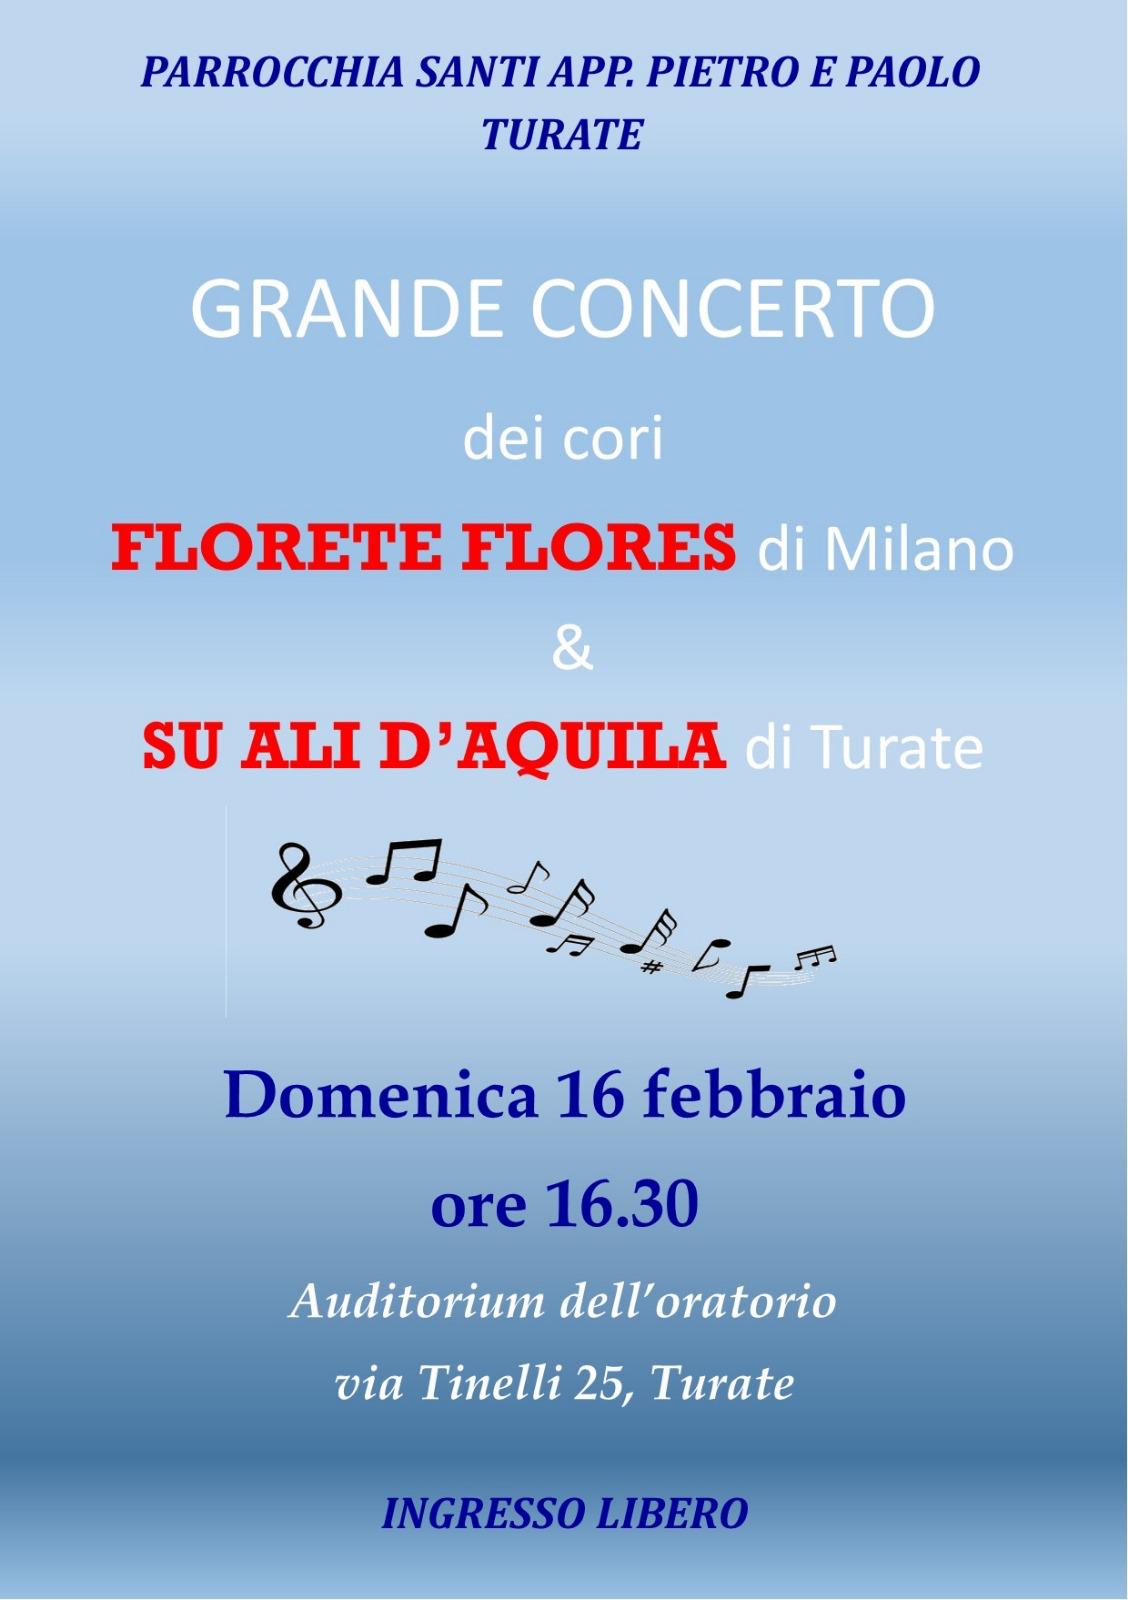 PARROCCHIA SANTI APP. PIETRO E PAOLO
TURATE
GRANDE CONCERTO
dei cori
FLORETE FLORES di Milano
&
SU ALI D’AQUILA di Turate
Domenica 16 febbraio
ore 16.30
Auditorium dell’oratorio
via Tinelli 25, Turate
INGRESSO LIBERO